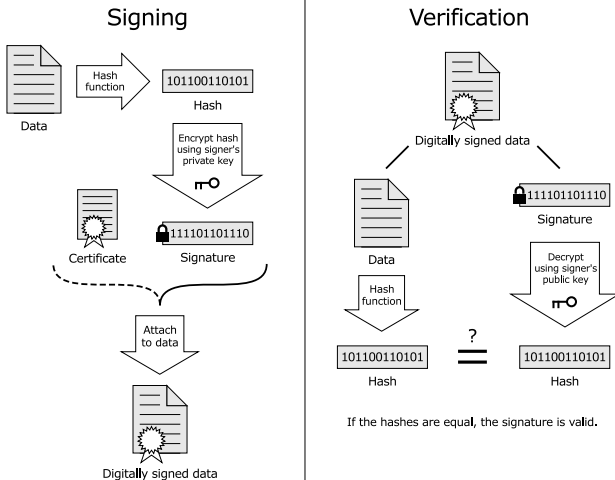 Signing
Hash
function
101100110101
Hash
Data
Encrypt hash
using signer's
private key
111101101110
Certificate
Signature
Attach
to data
Digitally signed data
Verification
Digitally signed data
111101101110
Signature
Data
Hash
function
Decrypt
using signer's
public key
?
=
101100110101
101100110101
Hash
Hash
If the hashes are equal, the signature is valid.